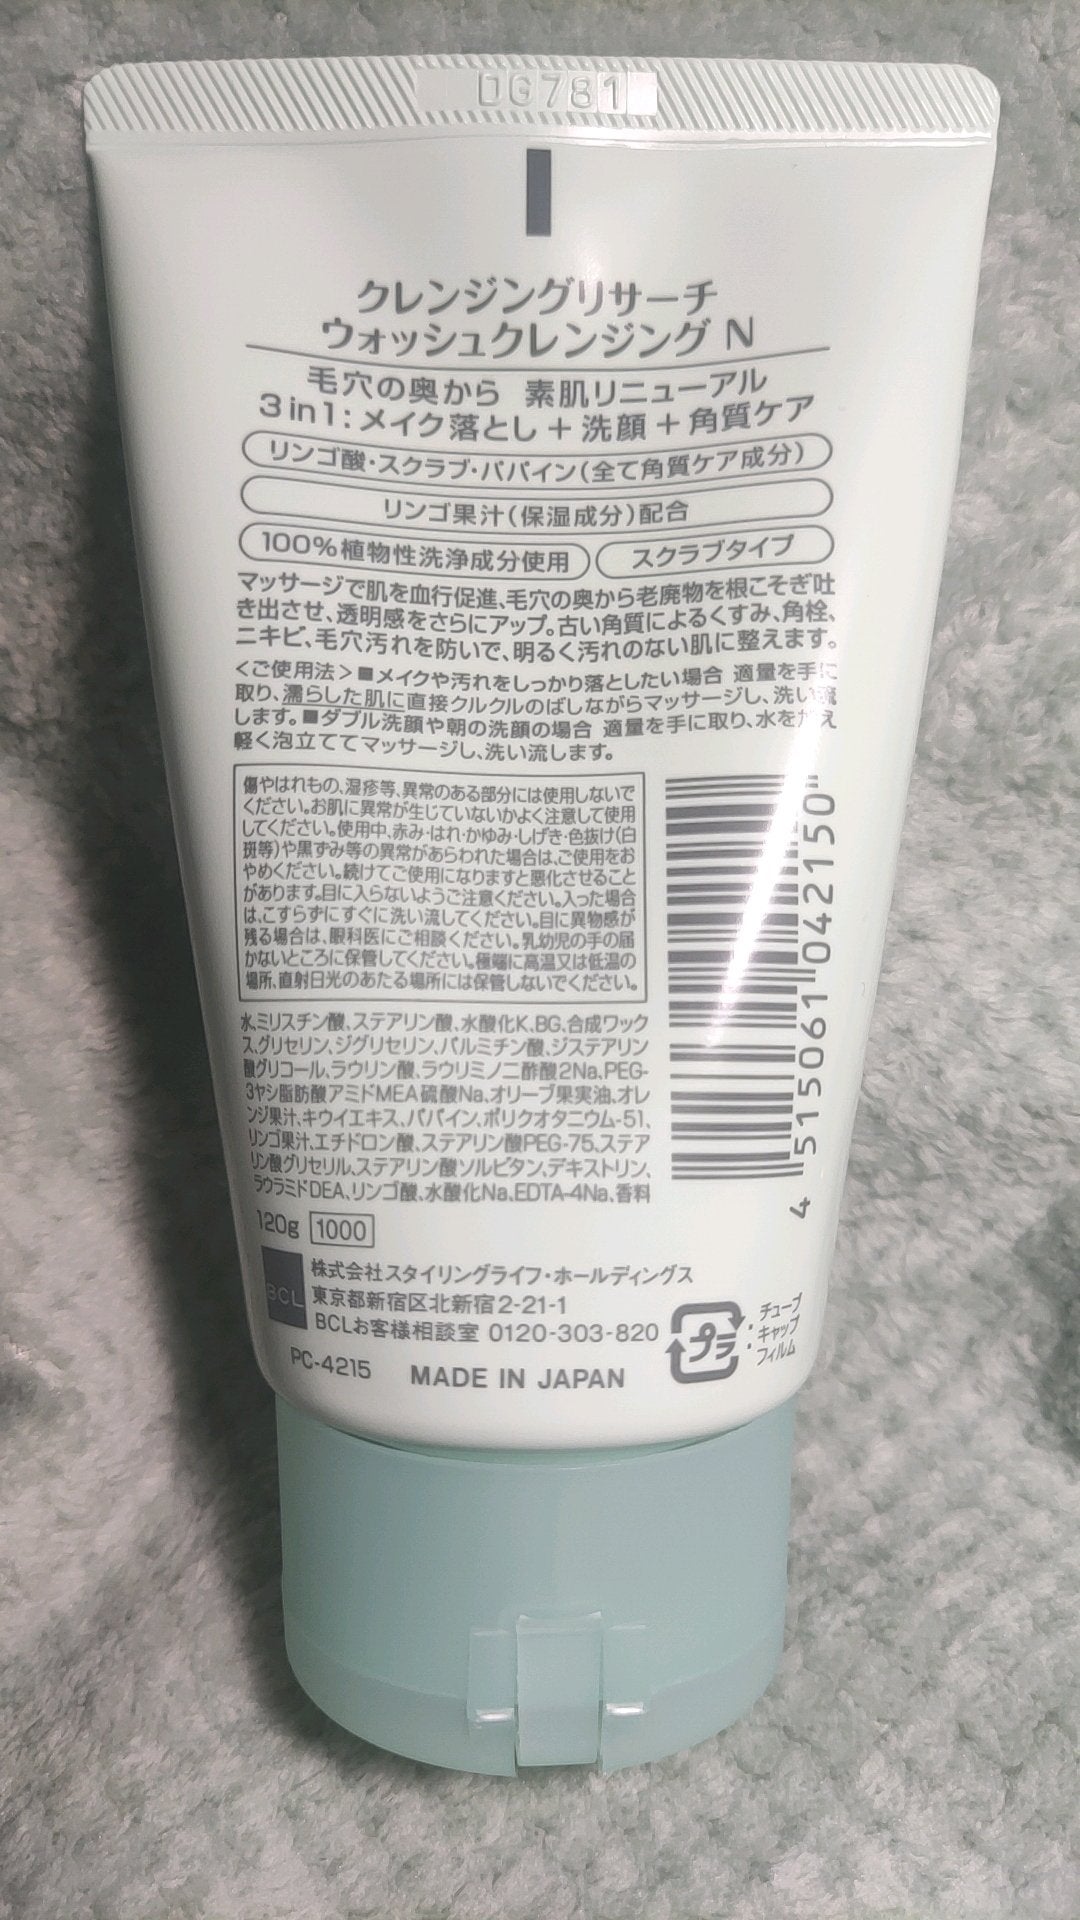 DG781
クレンジングリサーチ
ウォッシュクレンジング N
毛穴の奥から 素肌リニューアル
3in1:メイク落とし+洗顔+角質ケア
リンゴ酸・スクラブ・パパイン(全て角質ケア成分)
リンゴ果汁(保湿成分)配合
100%植物性洗浄成分使用 スクラブタイプ
マッサージで肌を血行促進、毛穴の奥から老廃物を根こそぎ吐
き出させ、透明感をさらにアップ。古い角質によるくすみ、角栓、
ニキビ、毛穴汚れを防いで、明るく汚れのない肌に整えます。
<ご使用法>■メイクや汚れをしっかり落としたい場合 適量を手に
取り、濡らした肌に直接クルクルのばしながらマッサージし、洗い流
します。■ダブル洗顔や朝の洗顔の場合 適量を手に取り、水を加え
軽く泡立ててマッサージし、洗い流します。
傷やはれもの、湿疹等、異常のある部分には使用しないで
ください。お肌に異常が生じていないかよく注意して使用
してください。使用中、赤み・はれ・かゆみ・しげき・色抜け(白
斑等)や黒ずみ等の異常があらわれた場合は、ご使用をお
やめください。続けてご使用になりますと悪化させること
があります。目に入らないようご注意ください。入った場合
は、こすらずにすぐに洗い流してください。目に異物感が
残る場合は、眼科医にご相談ください。乳幼児の手の届
かないところに保管してください。極端に高温又は低温の
場所、直射日光のあたる場所には保管しないでください。
水、ミリスチン酸、ステアリン酸、水酸化K、BG、合成ワック
ス、グリセリン、ジグリセリン、パルミチン酸、ジステアリン
酸グリコール、ラウリン酸、ラウリミノ二酢酸2Na、PEG-
3ヤシ脂肪酸アミドMEA硫酸Na、オリーブ果実油、オレ
ンジ果汁、キウイエキス、パパイン、ポリクオタニウム-51、
リンゴ果汁、エチドロン酸、ステアリン酸PEG-75、ステア
リン酸グリセリル、ステアリン酸ソルビタン、デキストリン、
ラウラミドDEA、リンゴ酸、水酸化Na、EDTA-4Na、香料
4 515061 042150
120g 1000
BCL
株式会社スタイリングライフ・ホールディングス
東京都新宿区北新宿2-21-1
BCLお客様相談室 0120-303-820
プラ
・チューブ
・キャップ
・フィルム
PC-4215 MADE IN JAPAN